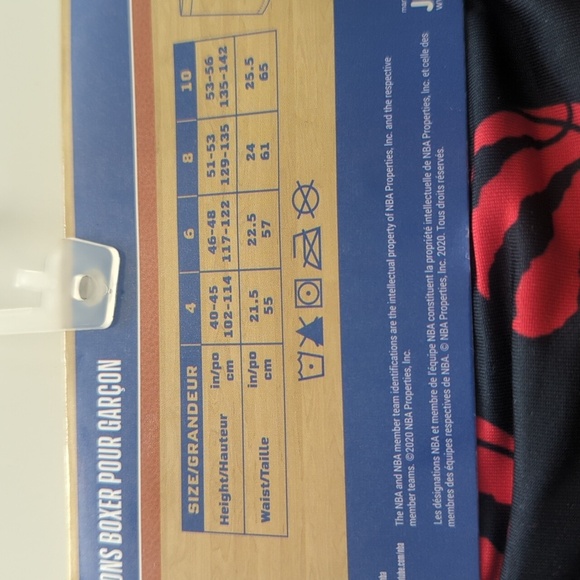 BOXER POUR GARÇON
SIZE/GRANDEUR 4 6 8 10
Height/Hauteur in/po 40-45 46-48 51-53 53-56
cm 102-114 117-122 129-135 135-142
Waist/Taille in/po 21.5 22.5 24 25.5
cm 55 57 61 65
The NBA and NBA member team identifications are the intellectual property of NBA Properties, Inc. and the respective
member teams. ©2020 NBA Properties, Inc.
Les désignations NBA et membre de l'équipe NBA constituent la propriété intellectuelle de NBA Properties, Inc. et celle des
membres des équipes respectives de NBA. © NBA Properties, Inc. 2020. Tous droits réservés.